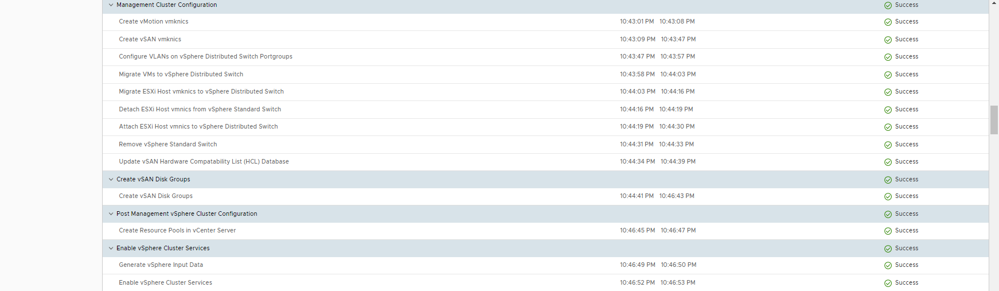 Management Cluster Configuration Success
Create vMotion vmknics 10:43:01 PM 10:43:08 PM Success
Create vSAN vmknics 10:43:09 PM 10:43:47 PM Success
Configure VLANs on vSphere Distributed Switch Portgroups 10:43:47 PM 10:43:57 PM Success
Migrate VMs to vSphere Distributed Switch 10:43:58 PM 10:44:03 PM Success
Migrate ESXi Host vmknics to vSphere Distributed Switch 10:44:03 PM 10:44:16 PM Success
Detach ESXi Host vmnics from vSphere Standard Switch 10:44:16 PM 10:44:19 PM Success
Attach ESXi Host vmnics to vSphere Distributed Switch 10:44:19 PM 10:44:30 PM Success
Remove vSphere Standard Switch 10:44:31 PM 10:44:33 PM Success
Update vSAN Hardware Compatability List (HCL) Database 10:44:34 PM 10:44:39 PM Success
Create vSAN Disk Groups Success
Create vSAN Disk Groups 10:44:41 PM 10:46:43 PM Success
Post Management vSphere Cluster Configuration Success
Create Resource Pools in vCenter Server 10:46:45 PM 10:46:47 PM Success
Enable vSphere Cluster Services Success
Generate vSphere Input Data 10:46:49 PM 10:46:50 PM Success
Enable vSphere Cluster Services 10:46:52 PM 10:46:53 PM Success